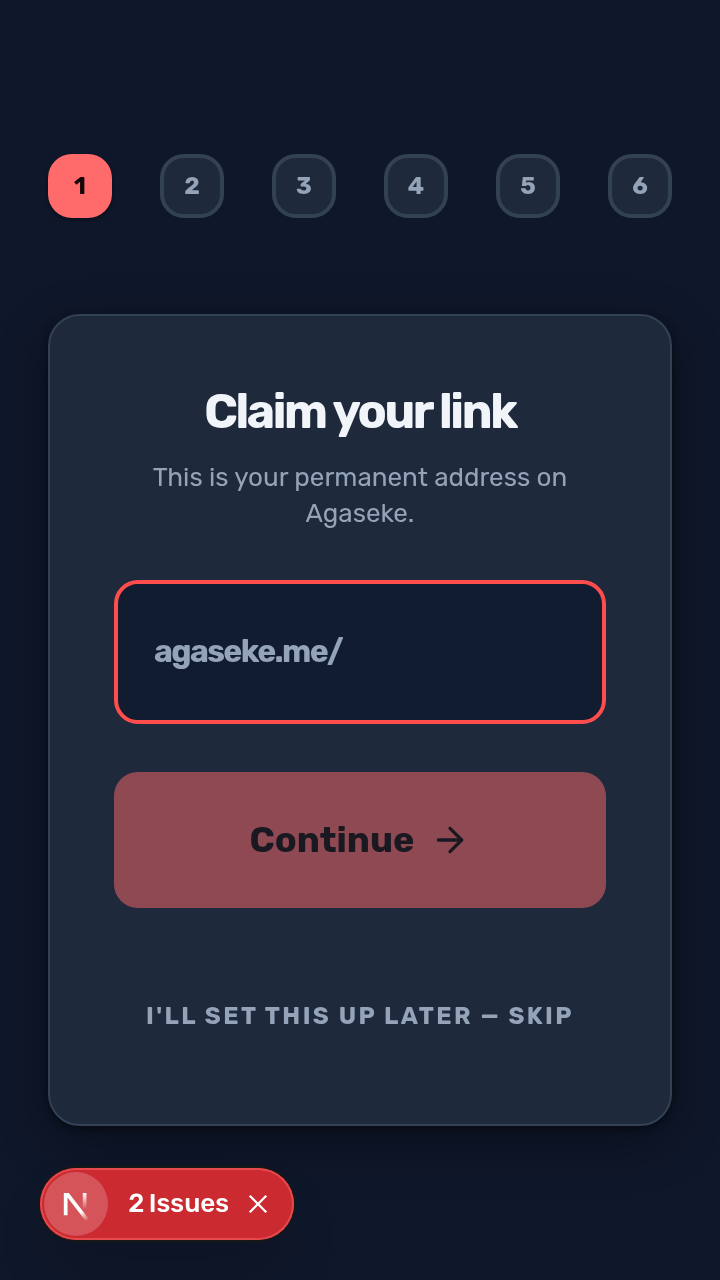 1 2 3 4 5 6
Claim your link
This is your permanent address on
Agaseke.
agaseke.me/
Continue →
I'LL SET THIS UP LATER — SKIP
N 2 Issues ×